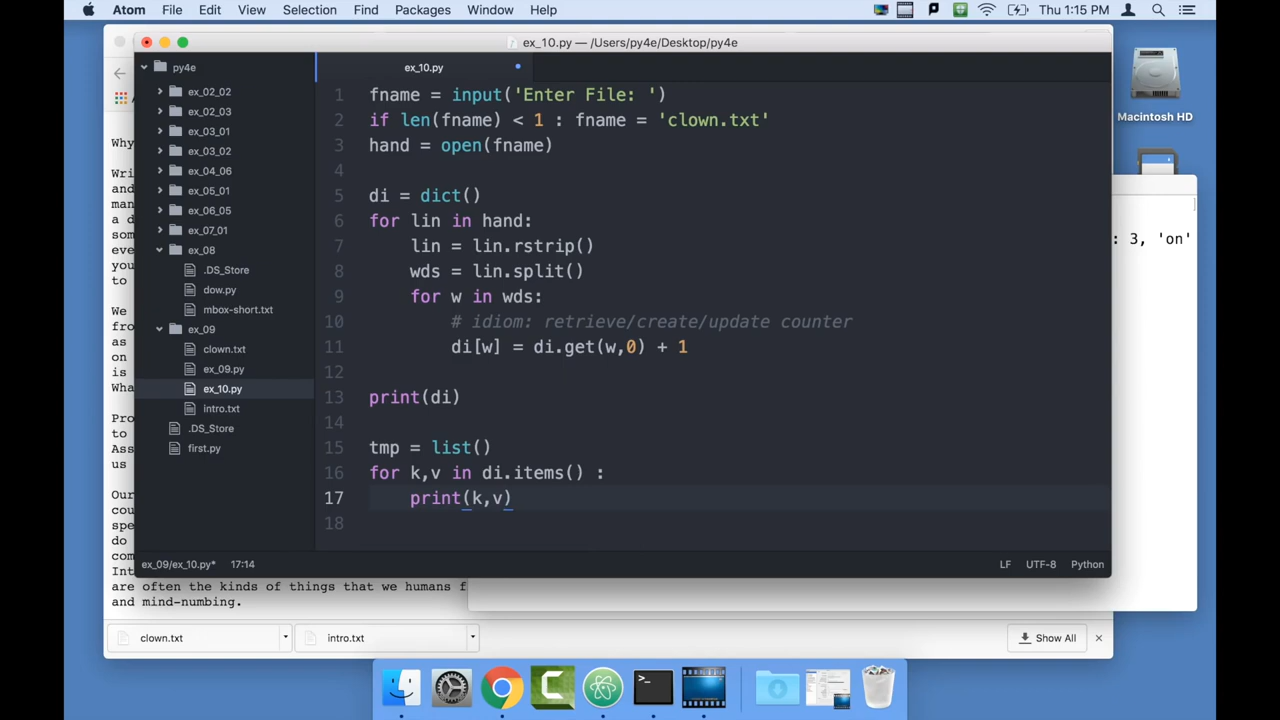 Atom File Edit View Selection Find Packages Window Help Thu 1:15 PM
ex_10.py — /Users/py4e/Desktop/py4e
py4e
ex_02_02
ex_02_03
ex_03_01
ex_03_02
ex_04_06
ex_05_01
ex_06_05
ex_07_01
ex_08
.DS_Store
dow.py
mbox-short.txt
ex_09
clown.txt
ex_09.py
ex_10.py
intro.txt
.DS_Store
first.py
ex_10.py
1 fname = input('Enter File: ')
2 if len(fname) < 1 : fname = 'clown.txt'
3 hand = open(fname)
4
5 di = dict()
6 for lin in hand:
7 lin = lin.rstrip()
8 wds = lin.split()
9 for w in wds:
10 # idiom: retrieve/create/update counter
11 di[w] = di.get(w,0) + 1
12
13 print(di)
14
15 tmp = list()
16 for k,v in di.items() :
17 print(k,v)
18
ex_09/ex_10.py* 17:14 LF UTF-8 Python
Macintosh HD
: 3, 'on'
Why
Wri
and
man
a d
som
eve
you
to
We
fro
as
on
is
Wha
Pro
to
Ass
us
Our
cou
spe
do
com
Int
are often the kinds of things that we humans f
and mind-numbing.
clown.txt
intro.txt
Show All